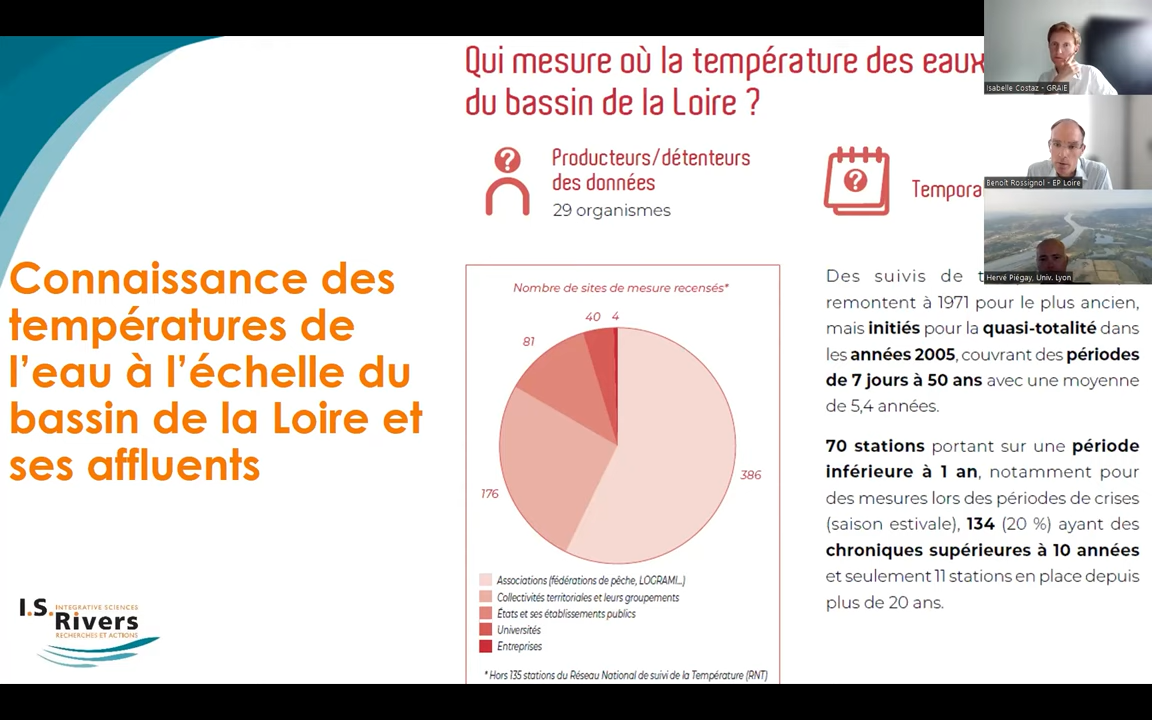 Qui mesure où la température des eaux
du bassin de la Loire ?
Producteurs/détenteurs
des données
29 organismes
Connaissance des
températures de
l’eau à l’échelle du
bassin de la Loire et
ses affluents
Nombre de sites de mesure recensés*
40 4
81
386
176
Associations (fédérations de pêche, LOGRAMI...)
Collectivités territoriales et leurs groupements
Etats et ses établissements publics
Universités
Entreprises
* Hors 135 stations du Réseau National de suivi de la Température (RNT)
Des suivis de
remontent à 1971 pour le plus ancien,
mais initiés pour la quasi-totalité dans
les années 2005, couvrant des périodes
de 7 jours à 50 ans avec une moyenne
de 5,4 années.
70 stations portant sur une période
inférieure à 1 an, notamment pour
des mesures lors des périodes de crises
(saison estivale), 134 (20 %) ayant des
chroniques supérieures à 10 années
et seulement 11 stations en place depuis
plus de 20 ans.
I.S.
INTEGRATIVE SCIENCES
Rivers
RECHERCHES ET ACTIONS
Isabelle Costaz - GRAIE
Benoit Rossignol - EP Loire
Hervé Piégay, Univ. Lyon